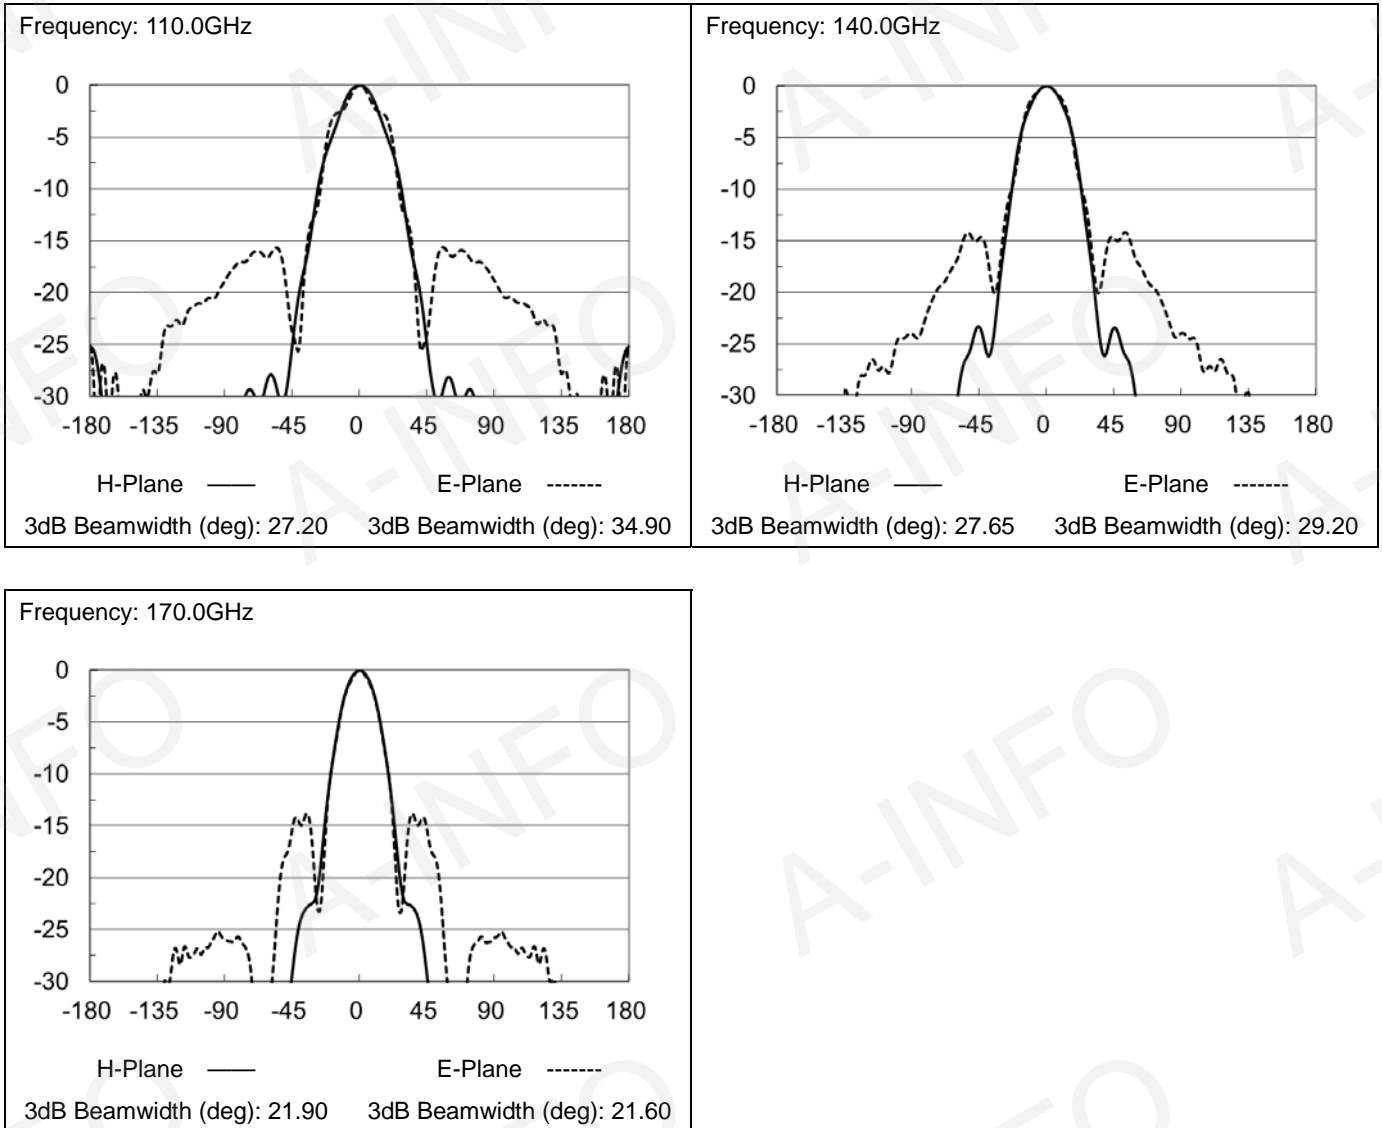 Frequency: 110.0GHz
0
-5
-10
-15
-20
-25
-30
-180 -135 -90 -45 0 45 90 135 180
H-Plane —— E-Plane -------
3dB Beamwidth (deg): 27.20 3dB Beamwidth (deg): 34.90
Frequency: 140.0GHz
0
-5
-10
-15
-20
-25
-30
-180 -135 -90 -45 0 45 90 135 180
H-Plane —— E-Plane -------
3dB Beamwidth (deg): 27.65 3dB Beamwidth (deg): 29.20
Frequency: 170.0GHz
0
-5
-10
-15
-20
-25
-30
-180 -135 -90 -45 0 45 90 135 180
H-Plane —— E-Plane -------
3dB Beamwidth (deg): 21.90 3dB Beamwidth (deg): 21.60
A-INFO
A-INFO
A-INFO
A-INFO
A-INFO